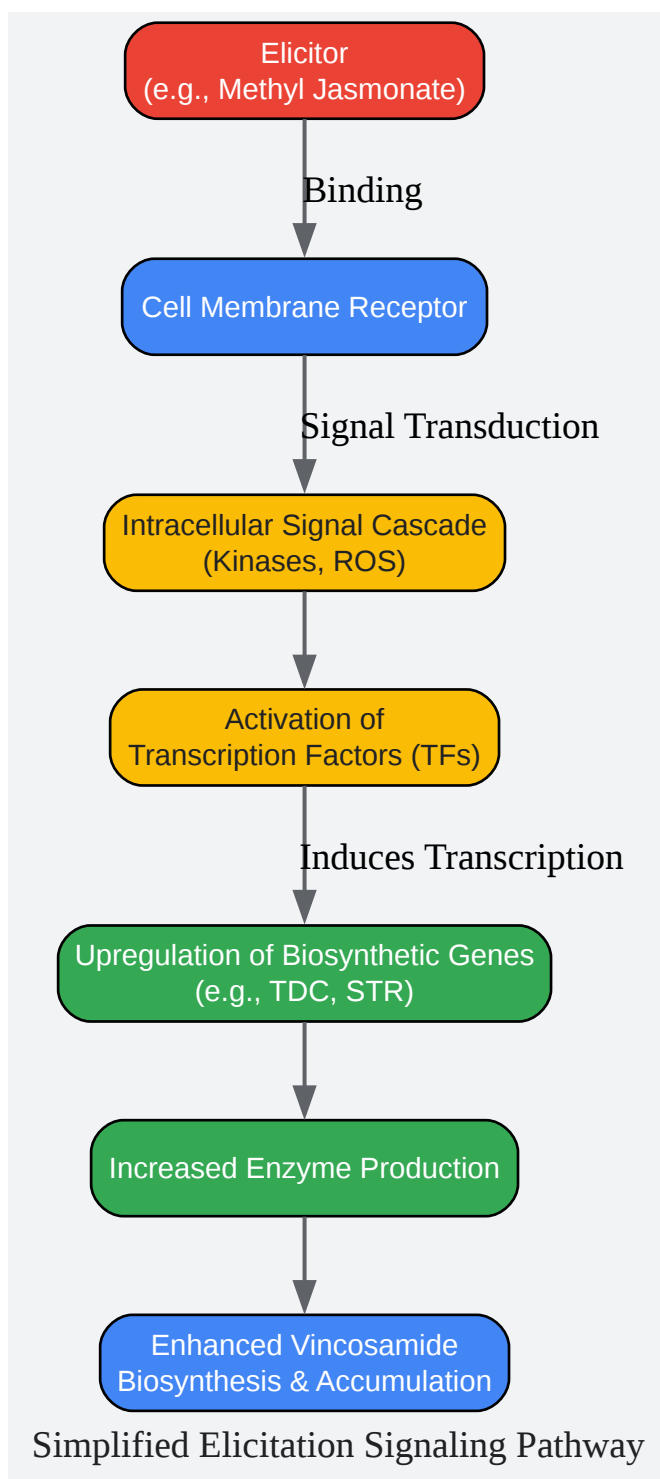 Elicitor
(e.g., Methyl Jasmonate)
Binding
Cell Membrane Receptor
Signal Transduction
Intracellular Signal Cascade
(Kinases, ROS)
Activation of
Transcription Factors (TFs)
Induces Transcription
Upregulation of Biosynthetic Genes
(e.g., TDC, STR)
Increased Enzyme Production
Enhanced Vincosamide
Biosynthesis & Accumulation
Simplified Elicitation Signaling Pathway